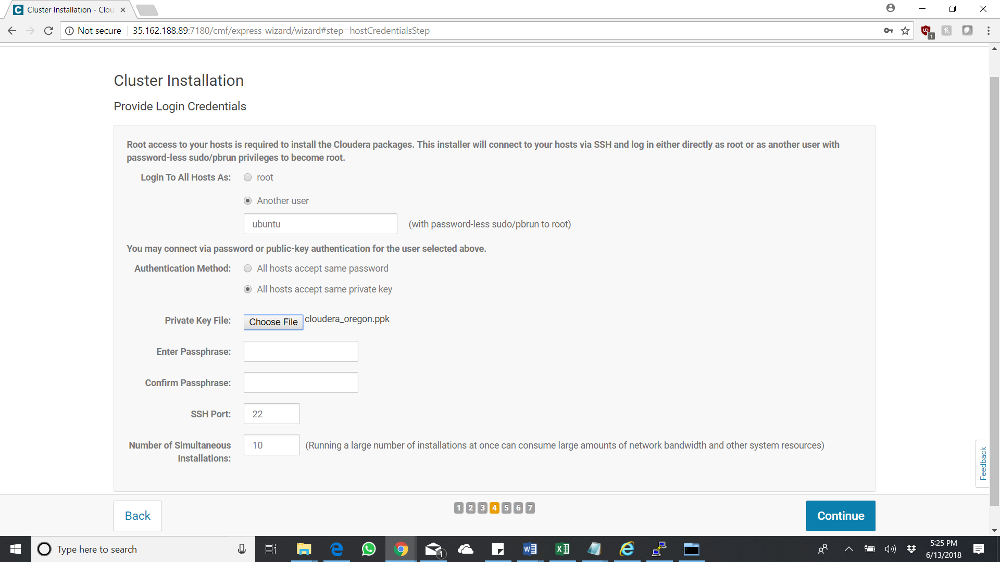 Cluster Installation - Clou
Not secure
35.162.188.89:7180/cmf/express-wizard/wizard#step=hostCredentialsStep
1
Cluster Installation
Provide Login Credentials
Root access to your hosts is required to install the Cloudera packages. This installer will connect to your hosts via SSH and log in either directly as root or as another user with
password-less sudo/pbrun privileges to become root.
Login To All Hosts As:
root
Another user
ubuntu
(with password-less sudo/pbrun to root)
You may connect via password or public-key authentication for the user selected above.
Authentication Method:
All hosts accept same password
All hosts accept same private key
Private Key File:
Choose File
cloudera_oregon.ppk
Enter Passphrase:
Confirm Passphrase:
SSH Port:
22
Number of Simultaneous
Installations:
10
(Running a large number of installations at once can consume large amounts of network bandwidth and other system resources)
Feedback
Back
1 2 3 4 5 6 7
Continue
Type here to search
1
5:25 PM
6/13/2018